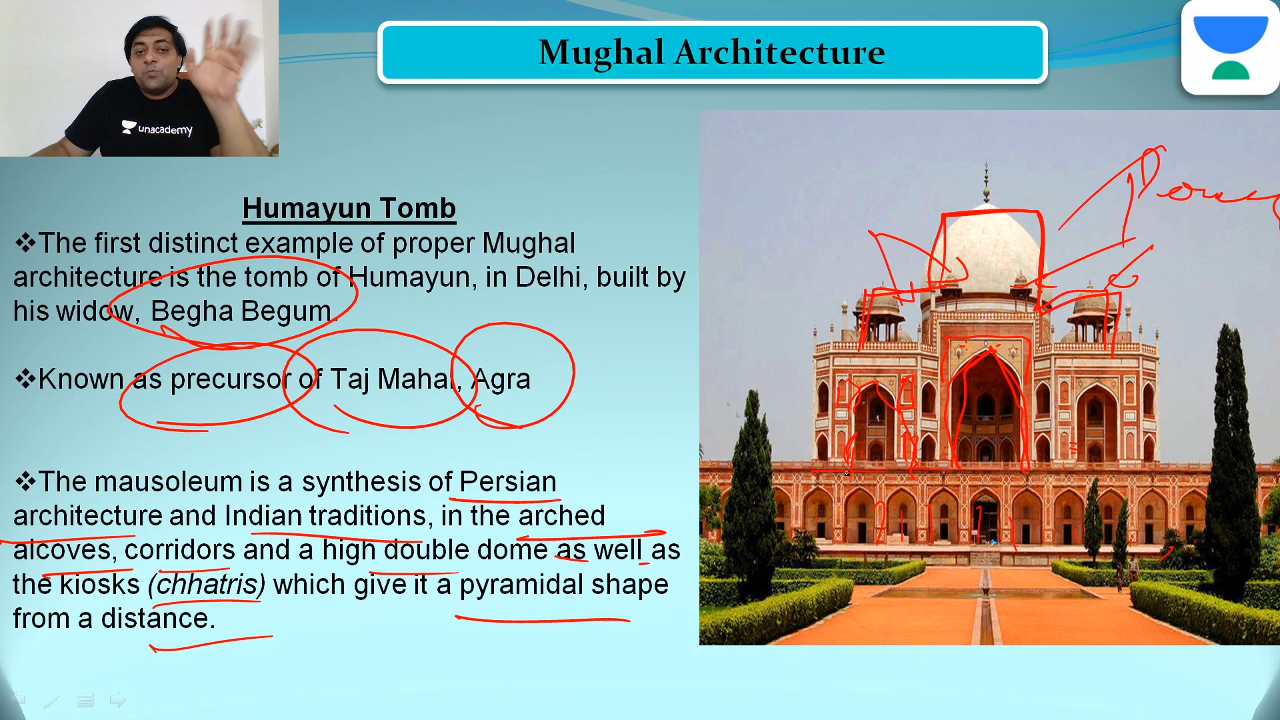 Mughal Architecture
unacademy
Humayun Tomb
❖The first distinct example of proper Mughal
architecture is the tomb of Humayun, in Delhi, built by
his widow, Begha Begum.
❖Known as precursor of Taj Mahal, Agra
❖The mausoleum is a synthesis of Persian
architecture and Indian traditions, in the arched
alcoves, corridors and a high double dome as well as
the kiosks (chhatris) which give it a pyramidal shape
from a distance.